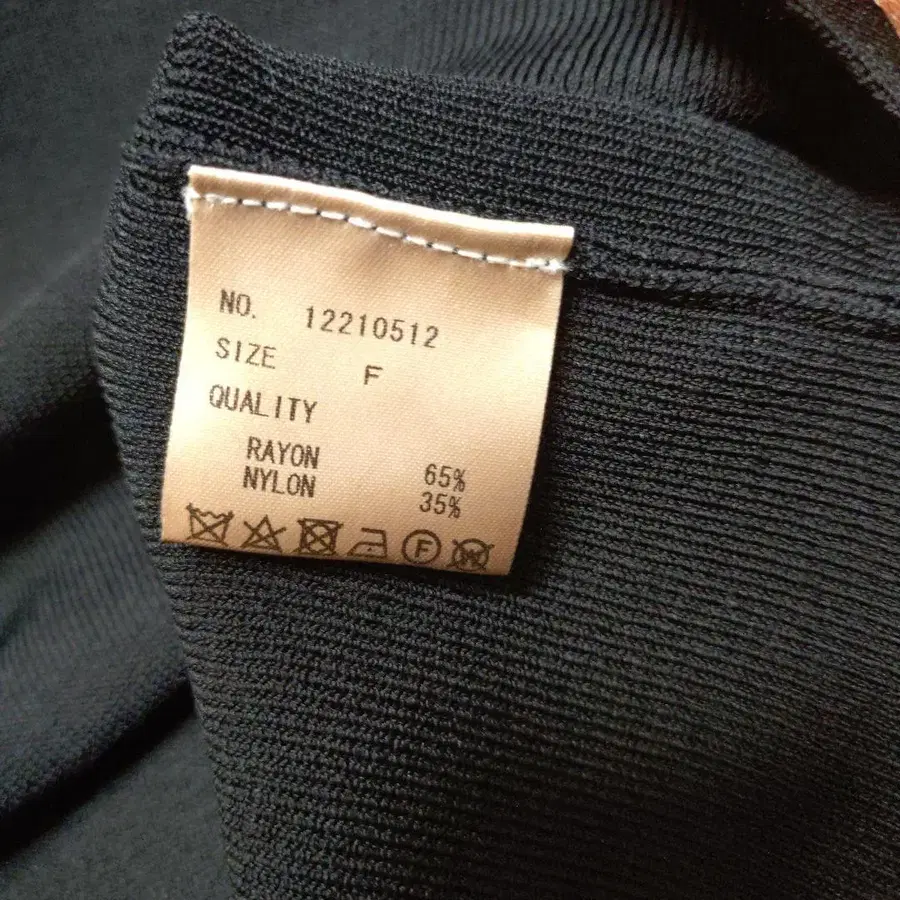 NO. 12210512
SIZE F
QUALITY
RAYON 65%
NYLON 35%
F W